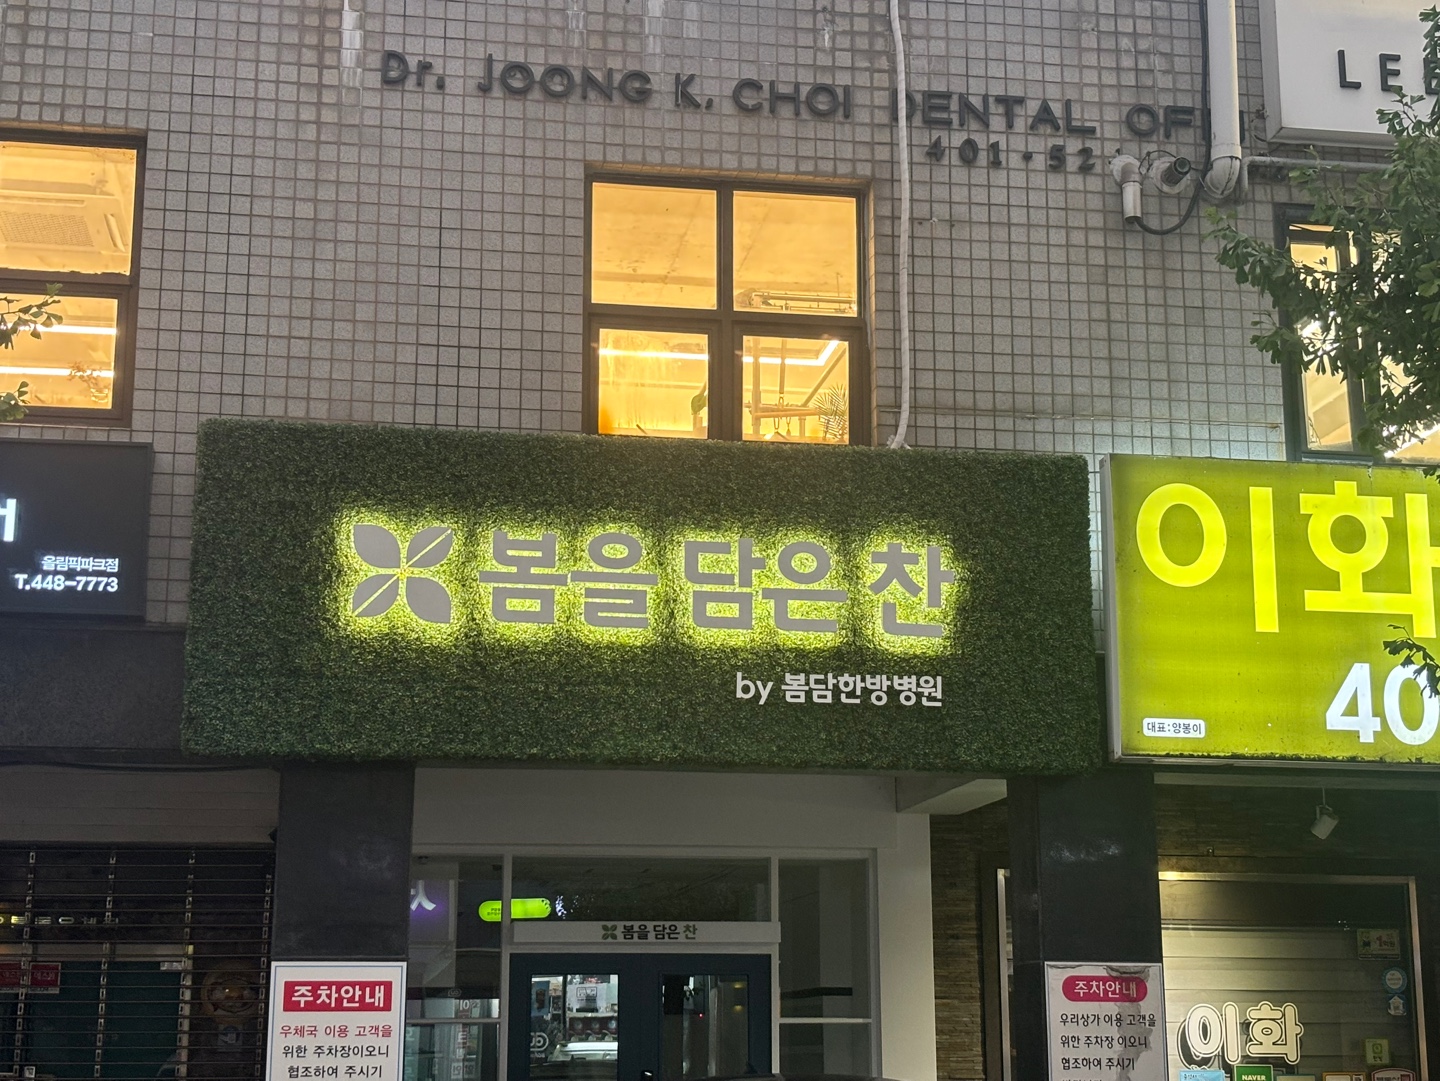 Dr. JOONG K. CHOI DENTAL
401-52
올림픽파크점
T.448-7773
봄을 담은 찬
by 봄담한방병원
이화
40
대표:양봉이
봄을 담은 찬
주차안내
우체국 이용 고객을
위한 주차장이오니
협조하여 주시기
주차안내
우리상가 이용 고객을
위한 주차장 이오니
협조하여 주시기
이화
NAVER